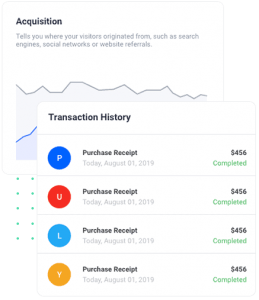 Acquisition
Tells you where your visitors originated from, such as search
engines, social networks or website referrals.
Transaction History
P
Purchase Receipt
$456
Today, August 01, 2019
Completed
U
Purchase Receipt
$456
Today, August 01, 2019
Completed
L
Purchase Receipt
$456
Today, August 01, 2019
Completed
Y
Purchase Receipt
$456
Today, August 01, 2019
Completed